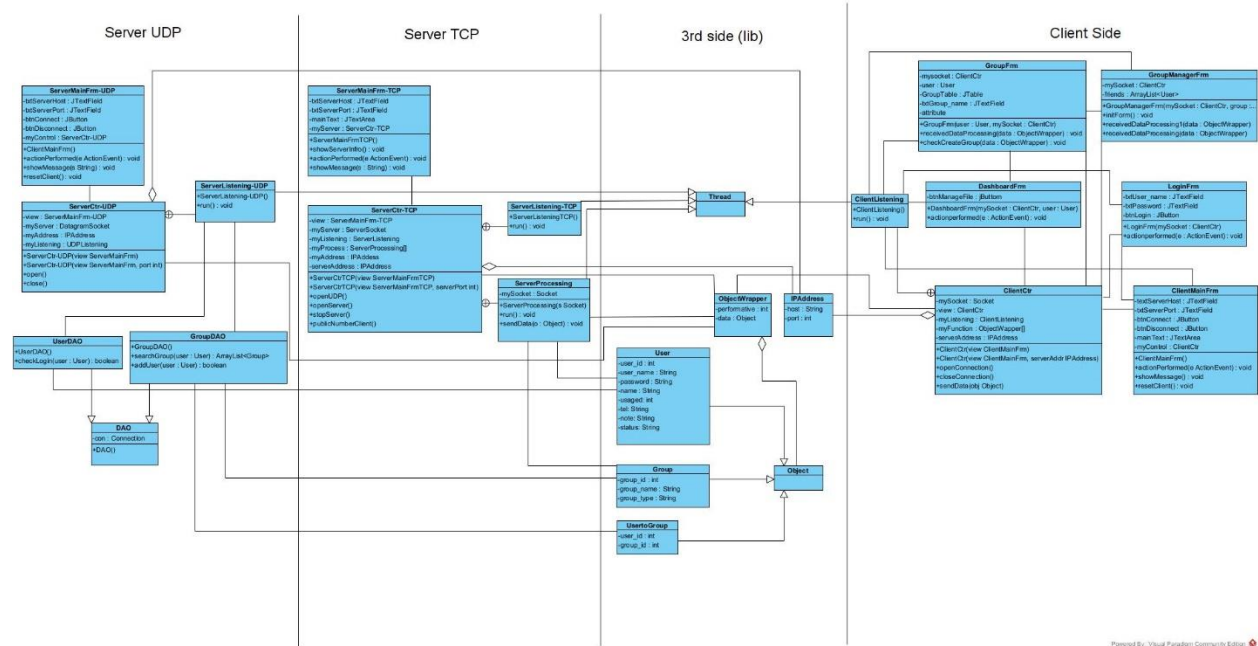 Server UDP
Server TCP
3rd side (lib)
Client Side
ServerMainFrm-UDP
-txtServerHost : JTextField
-txtServerPort : JTextField
-btnConnect : JButton
-btnDisconnect : JButton
-myControl : ServerCtr-UDP
+ClientMainFrm()
+actionPerformed(e ActionEvent) : void
+showMessage(s String) : void
+resetClient() : void
ServerListening-UDP
+ServerListening-UDP()
+run() : void
ServerCtr-UDP
-view : ServerMainFrm-UDP
-myServer : DatagramSocket
-myAddress : IPAddress
-myListening : UDPListening
+ServerCtr-UDP(view ServerMainFrm)
+ServerCtr-UDP(view ServerMainFrm, port int)
+open()
+close()
UserDAO
+UserDAO()
+checkLogin(user : User) : boolean
GroupDAO
+GroupDAO()
+searchGroup(user : User) : ArrayList<Group>
+addUser(user : User) : boolean
DAO
-con : Connection
+DAO()
ServerMainFrm-TCP
-txtServerHost : JTextField
-txtServerPort : JTextField
-mainText : JTextArea
-myServer : ServerCtr-TCP
+ServerMainFrmTCP()
+showServerInfro() : void
+actionPerformed(e ActionEvent) : void
+showMessage(s : String) : void
ServerCtr-TCP
-view : ServerMainFrm-TCP
-myServer : ServerSocket
-myListening : ServerListening
-myProcess : ServerProcessing[]
-myAddress : IPAddress
-serverAddress : IPAddress
+ServerCtrTCP(view ServerMainFrmTCP)
+ServerCtrTCP(view ServerMainFrmTCP, serverPort int)
+openUDP()
+openServer()
+stopServer()
+publicNumberClient()
ServerListening-TCP
+ServerListeningTCP()
+run() : void
ServerProcessing
-mySocket : Socket
+ServerProcessing(s Socket)
+run() : void
+sendData(o : Object) : void
Thread
ObjectWrapper
-performative : int
-data : Object
IPAddress
-host : String
-port : int
User
-user_id : int
-user_name : String
-password : String
-name : String
-usaged : int
-tel : String
-note : String
-status : String
Group
-group_id : int
-group_name : String
-group_type : String
UsertoGroup
-user_id : int
-group_id : int
Object
GroupFrm
-mysocket : ClientCtr
-user : User
-GroupTable : JTable
-txtGroup_name : JTextField
-attribute
+GroupFrm(user : User, mySocket : ClientCtr)
+receivedDataProcessing(data : ObjectWrapper) : void
+checkCreateGroup(data : ObjectWrapper) : void
GroupManagerFrm
-mySocket : ClientCtr
-friends : ArrayList<User>
+GroupManagerFrm(mySocket : ClientCtr, group :...
+initForm() : void
+receivedDataProcessing1(data : ObjectWrapper)
+receivedDataProcessing(data : ObjectWrapper)
ClientListening
+ClientListening()
+run() : void
DashboardFrm
-btnManageFile : jButton
+DashboardFrm(mySocket : ClientCtr, user : User)
+actionperformed(e : ActionEvent) : void
LoginFrm
-txtUser_name : JTextField
-txtPassword : JTextField
-btnLogin : JButton
+LoginFrm(mySocket : ClientCtr)
+actionperformed(e : ActionEvent) : void
ClientCtr
-mySocket : Socket
-view : ClientCtr
-myListening : ClientListening
-myFunction : ObjectWapper[]
-serverAddress : IPAddress
+ClientCtr(view ClientMainFrm)
+ClientCtr(view ClientMainFrm, serverAddr IPAddress)
+openConnection()
+closeConnection()
+sendData(obj Object)
ClientMainFrm
-textServerHost : JTextField
-txtServerPort : JTextField
-btnConnect : JButton
-btnDisconnect : JButton
-mainText : JTextArea
-myControl : ClientCtr
+ClientMainFrm()
+actionPerformed(e ActionEvent) : void
+showMessage() : void
+resetClient() : void
Powered By: Visual Paradigm Community Edition